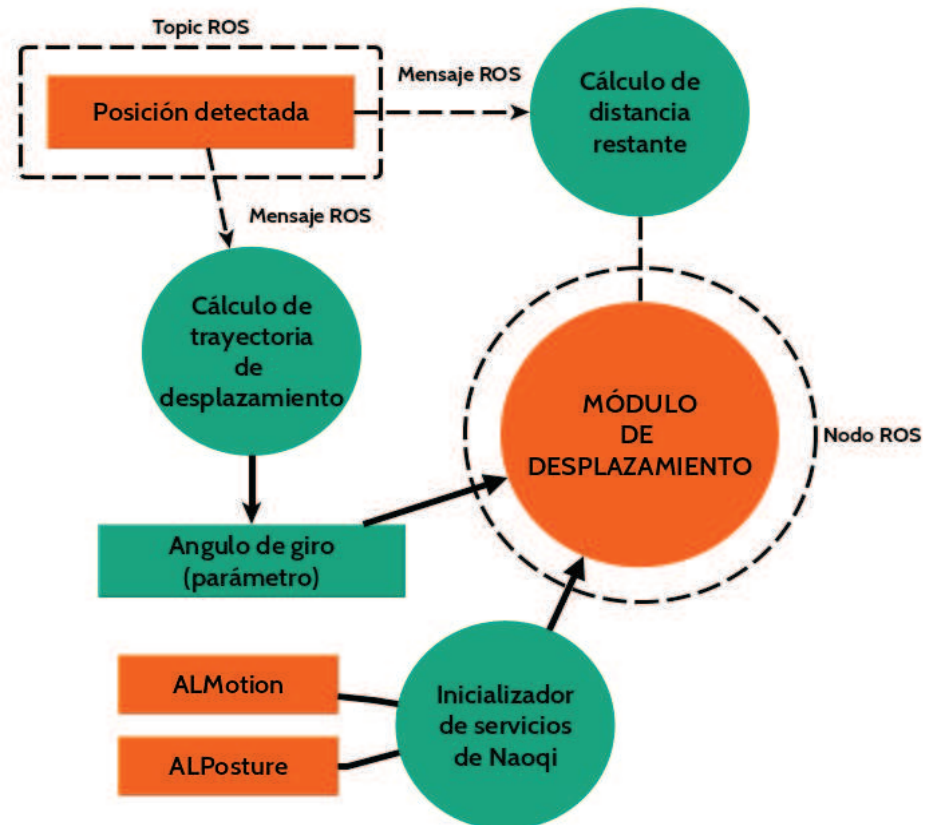 Topic ROS
Posición detectada
Mensaje ROS
Cálculo de
distancia
restante
Mensaje ROS
Cálculo de
trayectoria
de
desplazamiento
MÓDULO
DE
DESPLAZAMIENTO
Nodo ROS
Angulo de giro
(parámetro)
ALMotion
ALPosture
Inicializador
de servicios
de Naoqi